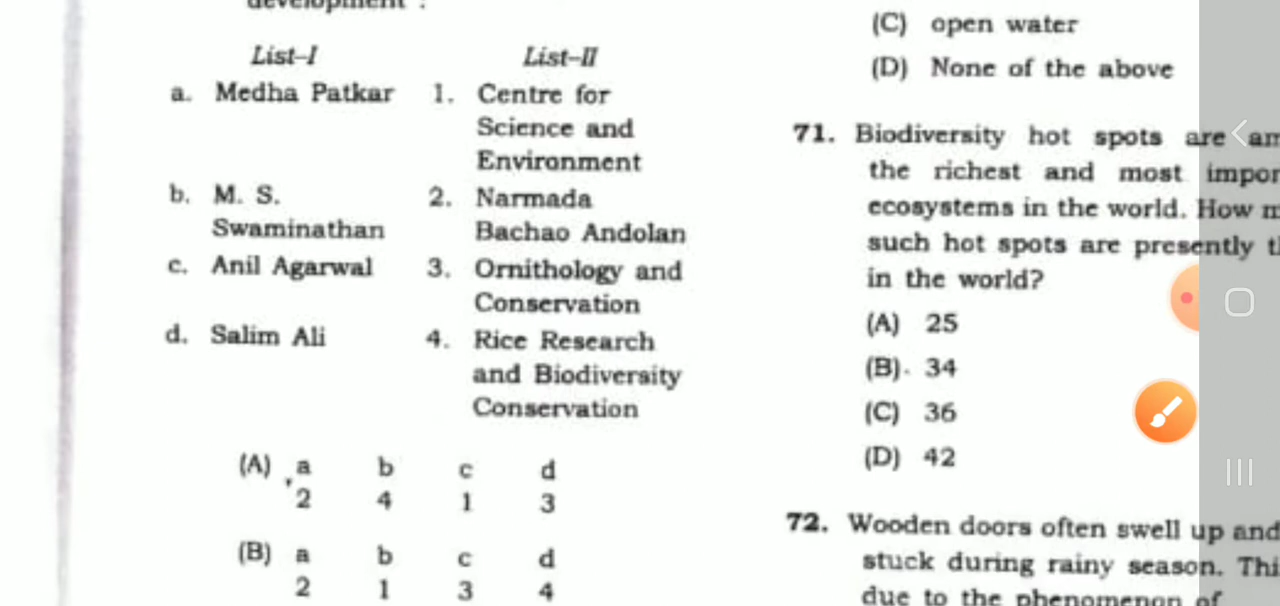 development :
List-I List-II
a. Medha Patkar 1. Centre for
Science and
Environment
b. M. S. 2. Narmada
Swaminathan Bachao Andolan
c. Anil Agarwal 3. Ornithology and
Conservation
d. Salim Ali 4. Rice Research
and Biodiversity
Conservation
(A) a b c d
2 4 1 3
(B) a b c d
2 1 3 4
(C) open water
(D) None of the above
71. Biodiversity hot spots are
the richest and most
ecosystems in the world. How
such hot spots are presently
in the world?
(A) 25
(B) 34
(C) 36
(D) 42
72. Wooden doors often swell up and
stuck during rainy season.
due to the phenomenon of